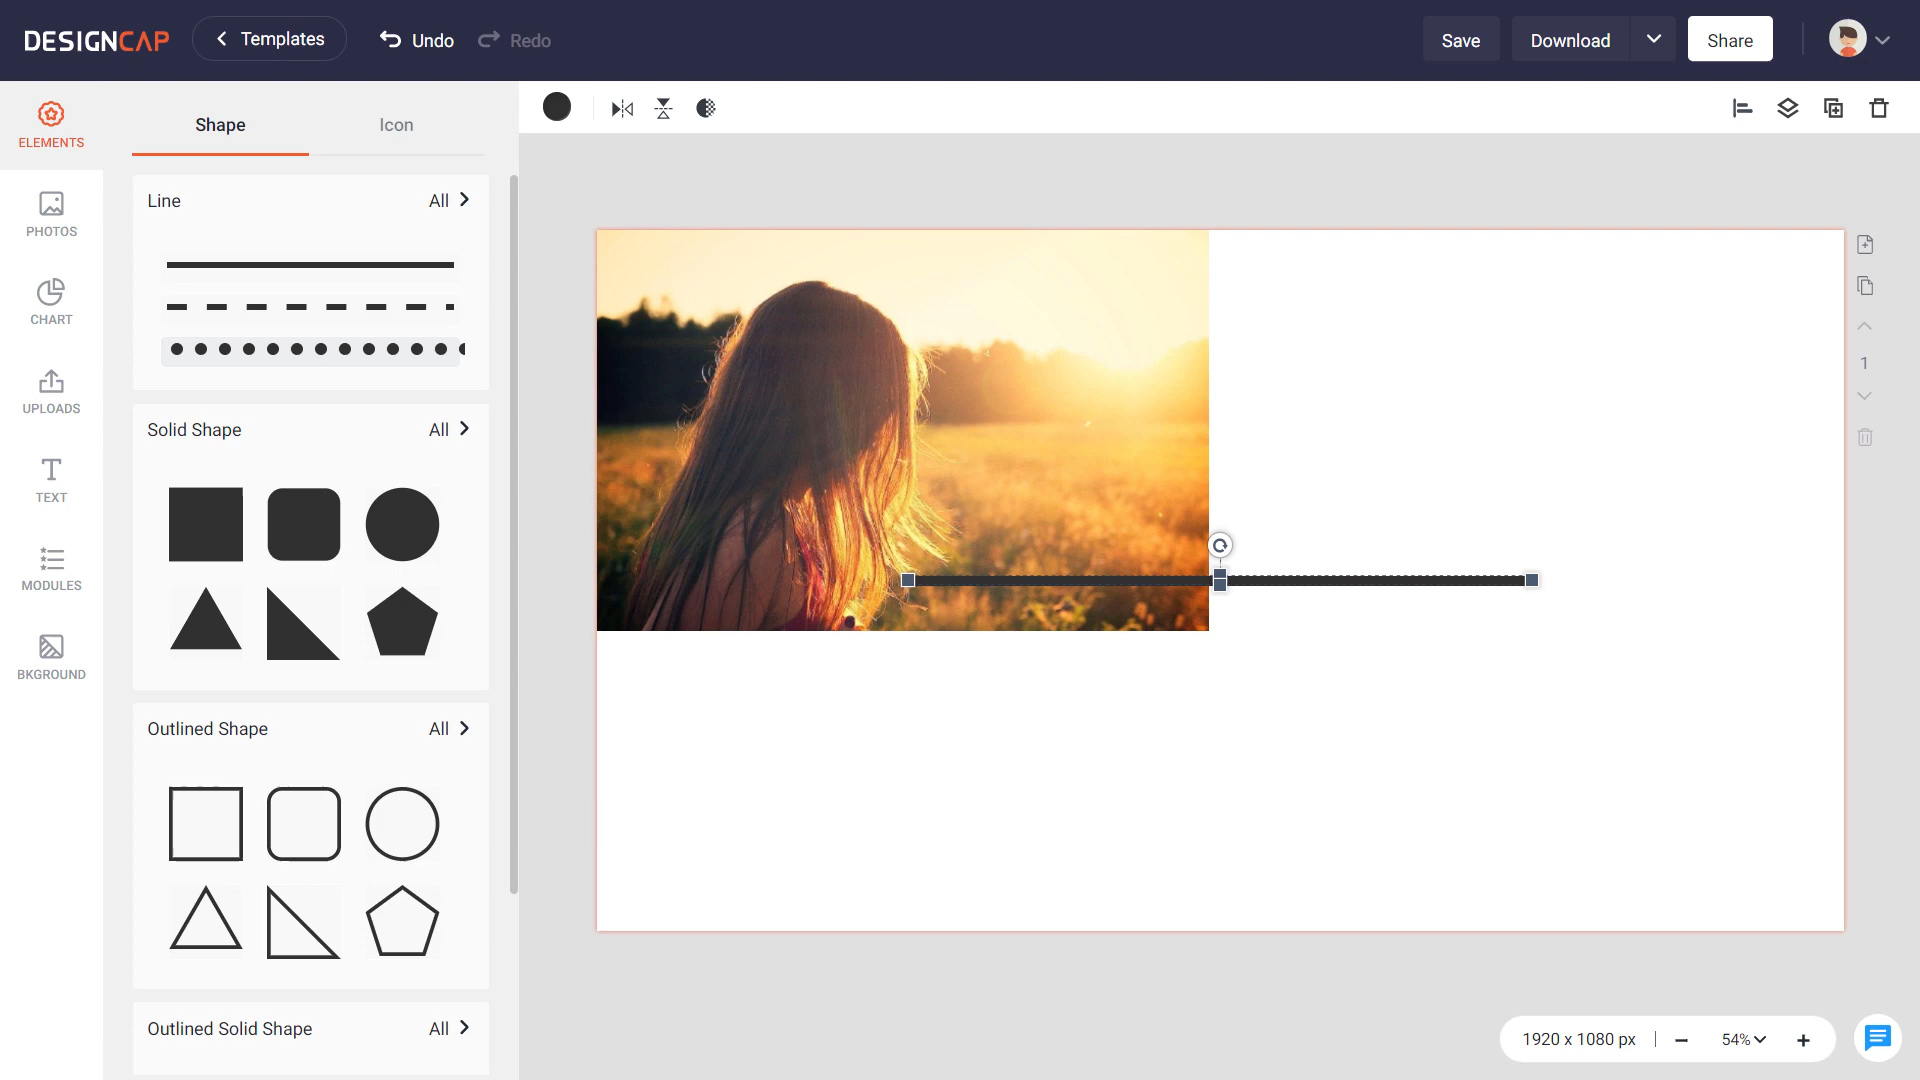 DESIGNCAP
Templates
Undo
Redo
Save
Download
Share
ELEMENTS
PHOTOS
CHART
UPLOADS
TEXT
MODULES
BKGROUND
Shape
Icon
Line
All
Solid Shape
All
Outlined Shape
All
Outlined Solid Shape
All
1
1920 x 1080 px
54%